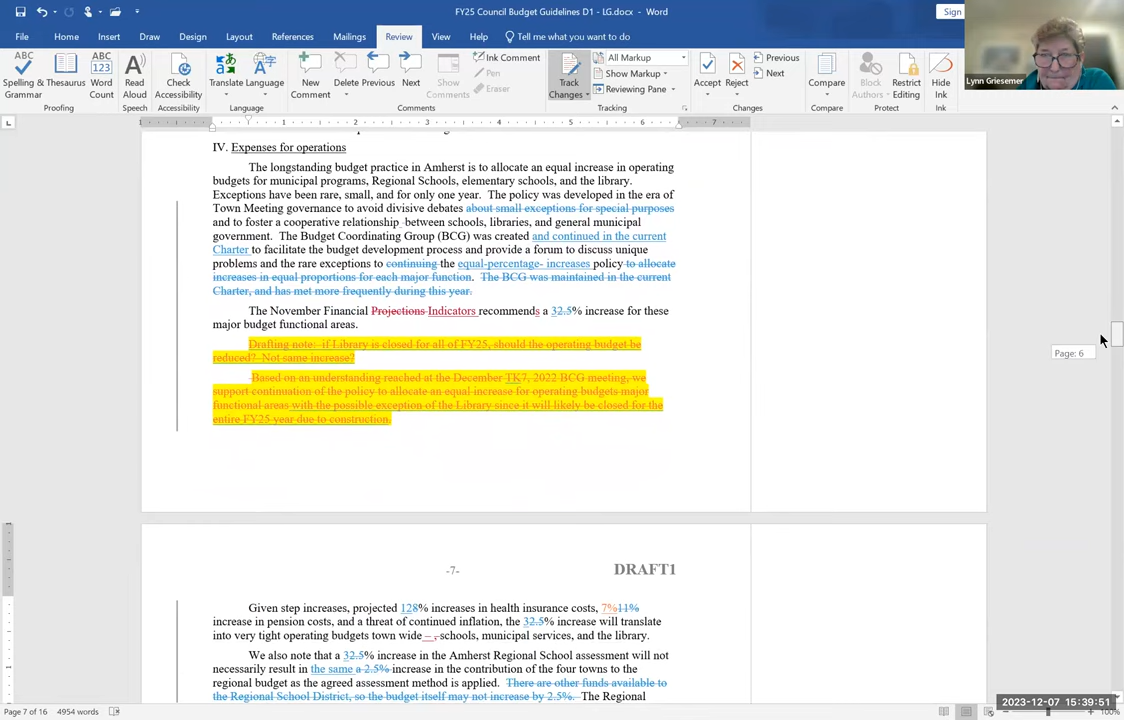 FY25 Council Budget Guidelines D1 - LG.docx - Word
Sign
File Home Insert Draw Design Layout References Mailings Review View Help Tell me what you want to do
Lynn Griesemer
ABC ABC 123
Spelling & Grammar Thesaurus Word Count Read Aloud Check Accessibility Translate Language New Comment Delete Previous Next Show Comments
Ink Comment
Pen
Eraser
Track Changes
All Markup
Show Markup
Reviewing Pane
Accept Reject
Previous
Next
Compare Block Authors Restrict Editing Hide Ink
Proofing Speech Accessibility Language Comments Tracking Changes Compare Protect Ink
1 1 2 3 4 5 6 7
IV. Expenses for operations
The longstanding budget practice in Amherst is to allocate an equal increase in operating
budgets for municipal programs, Regional Schools, elementary schools, and the library.
Exceptions have been rare, small, and for only one year. The policy was developed in the era of
Town Meeting governance to avoid divisive debates about small exceptions for special purposes
and to foster a cooperative relationship between schools, libraries, and general municipal
government. The Budget Coordinating Group (BCG) was created and continued in the current
Charter to facilitate the budget development process and provide a forum to discuss unique
problems and the rare exceptions to continuing the equal-percentage- increases policy to allocate
increases in equal proportions for each major function. The BCG was maintained in the current
Charter, and has met more frequently during this year.
The November Financial Projections Indicators recommends a 32.5% increase for these
major budget functional areas.
Drafting note: if Library is closed for all of FY25, should the operating budget be
reduced? Not same increase?
Based on an understanding reached at the December TK7, 2022 BCG meeting, we
support continuation of the policy to allocate an equal increase for operating budgets major
functional areas with the possible exception of the Library since it will likely be closed for the
entire FY25 year due to construction.
Page: 6
-7-
DRAFT1
Given step increases, projected 128% increases in health insurance costs, 7%11%
increase in pension costs, and a threat of continued inflation, the 32.5% increase will translate
into very tight operating budgets town wide – , schools, municipal services, and the library.
We also note that a 32.5% increase in the Amherst Regional School assessment will not
necessarily result in the same a 2.5% increase in the contribution of the four towns to the
regional budget as the agreed assessment method is applied. There are other funds available to
the Regional School District, so the budget itself may not increase by 2.5%. The Regional
Page 7 of 16 4954 words
2023-12-07 15:39:51
100%